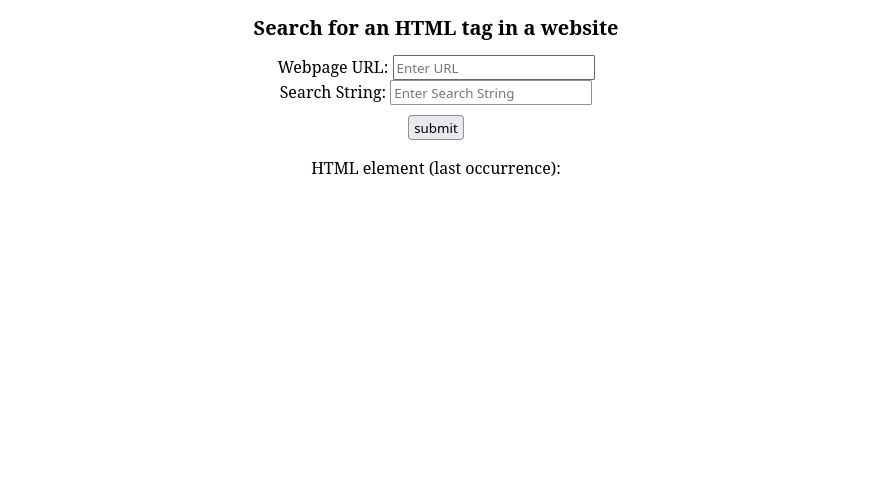 Search for an HTML tag in a website
Webpage URL: Enter URL
Search String: Enter Search String
submit
HTML element (last occurrence):